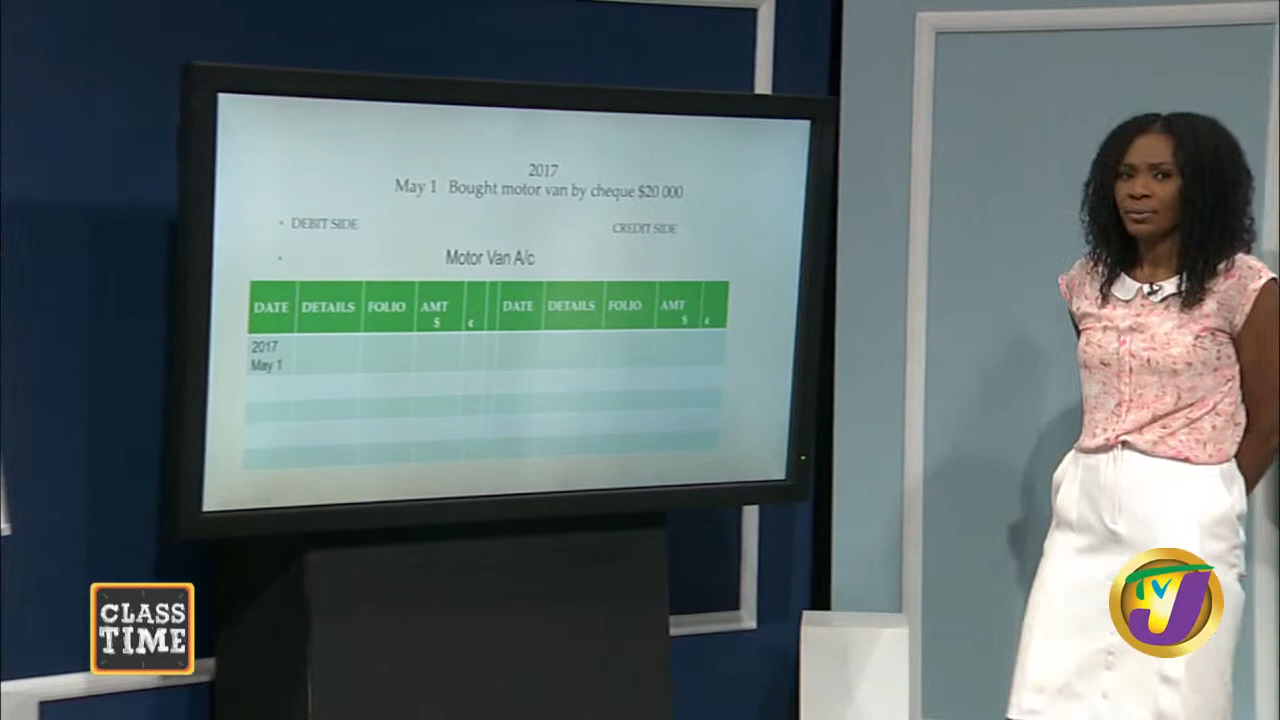 2017
May 1 Bought motor van by cheque $20 000
• DEBIT SIDE CREDIT SIDE
• Motor Van A/c
DATE DETAILS FOLIO AMT $ ¢ DATE DETAILS FOLIO AMT $ ¢
2017
May 1
CLASS
TIME
TVJ